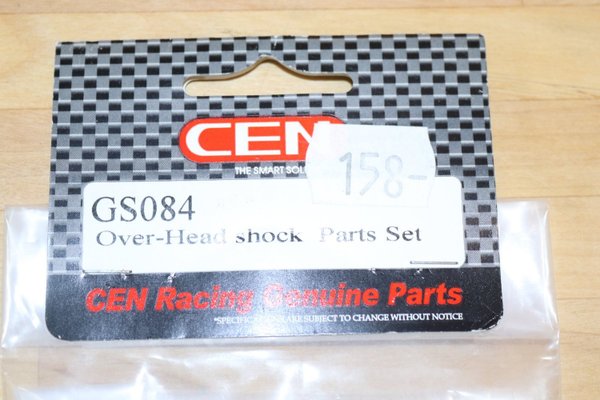 CEN
158-
THE SMART SOL
GS084
Over-Head shock Parts Set
CEN Racing Genuine Parts
*SPECIFICATIONS ARE SUBJECT TO CHANGE WITHOUT NOTICE